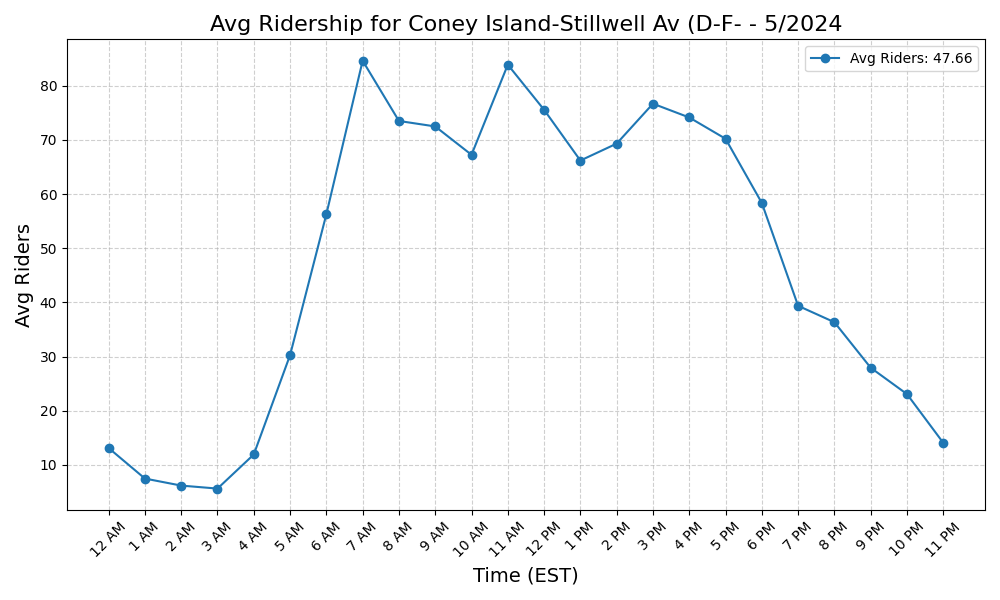 Avg Ridership for Coney Island-Stillwell Av (D-F- - 5/2024
Avg Riders: 47.66
Avg Riders
80
70
60
50
40
30
20
10
12 AM
1 AM
2 AM
3 AM
4 AM
5 AM
6 AM
7 AM
8 AM
9 AM
10 AM
11 AM
12 PM
1 PM
2 PM
3 PM
4 PM
5 PM
6 PM
7 PM
8 PM
9 PM
10 PM
11 PM
Time (EST)